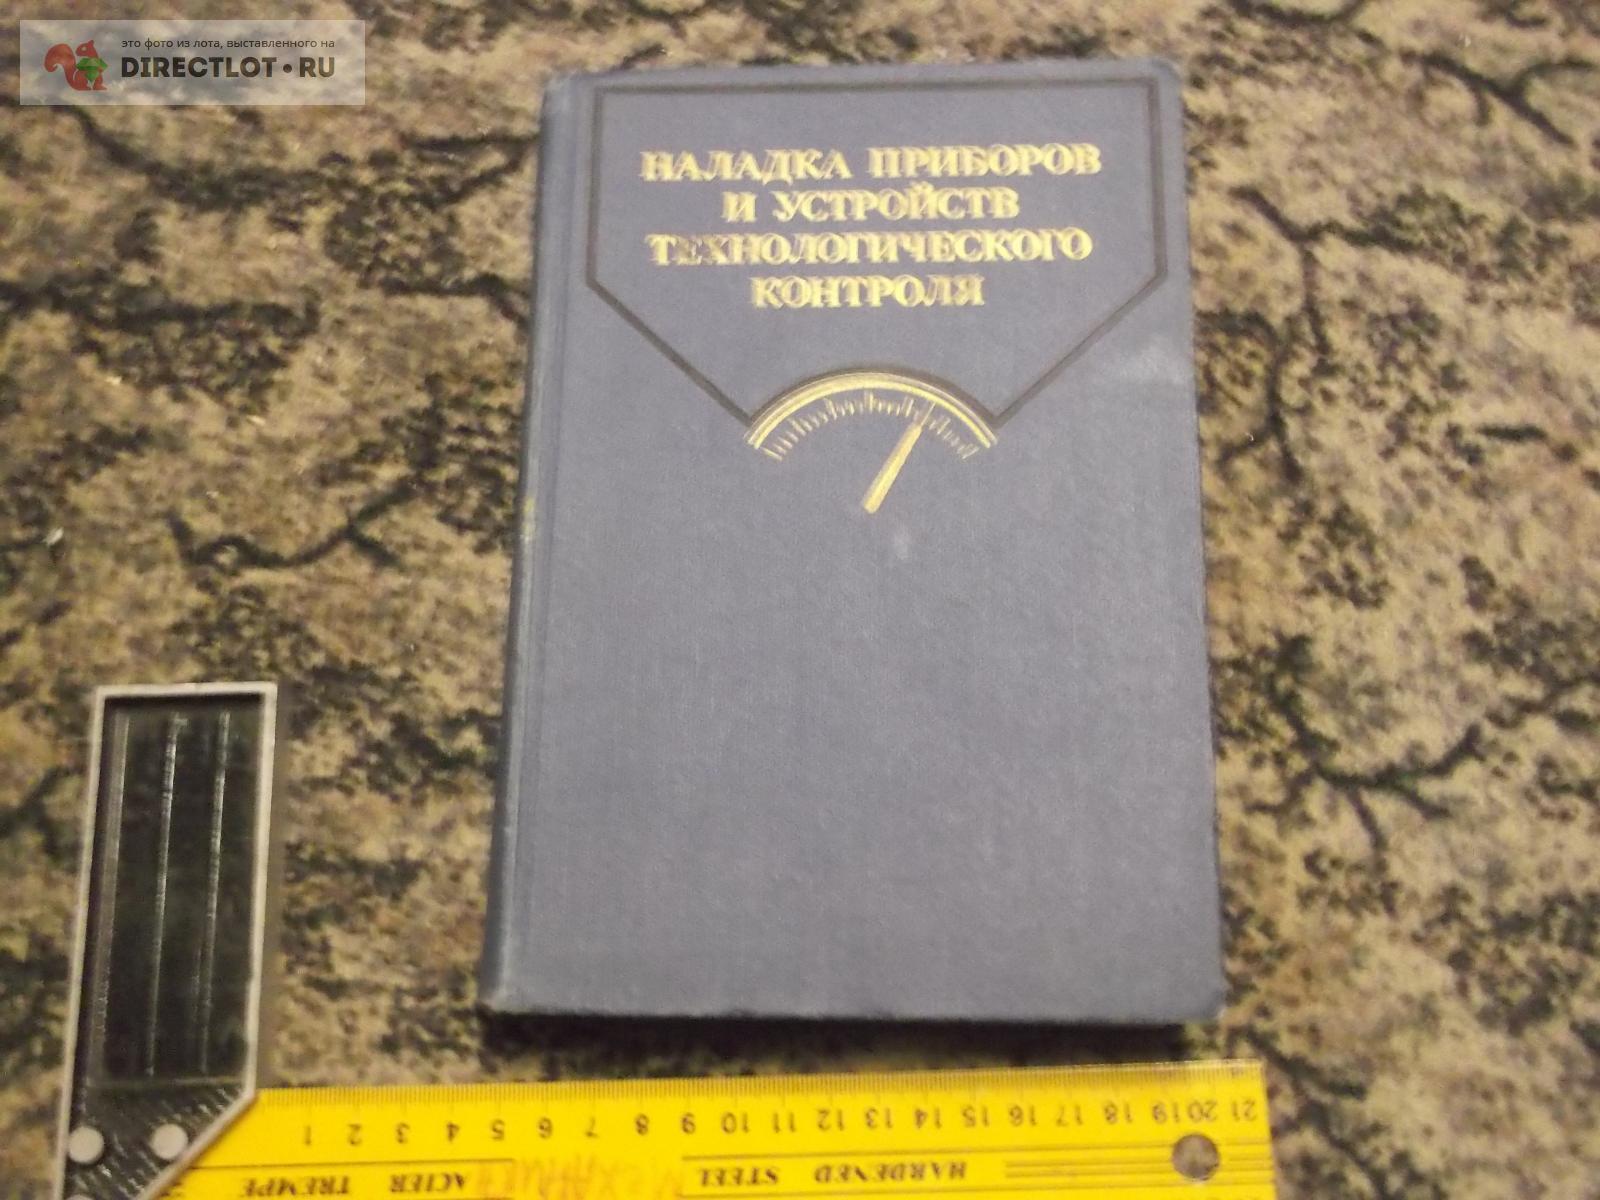 это фото из лота, выставленного на
DIRECTLOT.RU
НАЛАДКА ПРИБОРОВ
И УСТРОЙСТВ
ТЕХНОЛОГИЧЕСКОГО
КОНТРОЛЯ
1 2 3 4 5 6 7 8 9 10 11 12 13 14 15 16 17 18 19 20 21
HARDENED STEEL
ACIER TREMPE